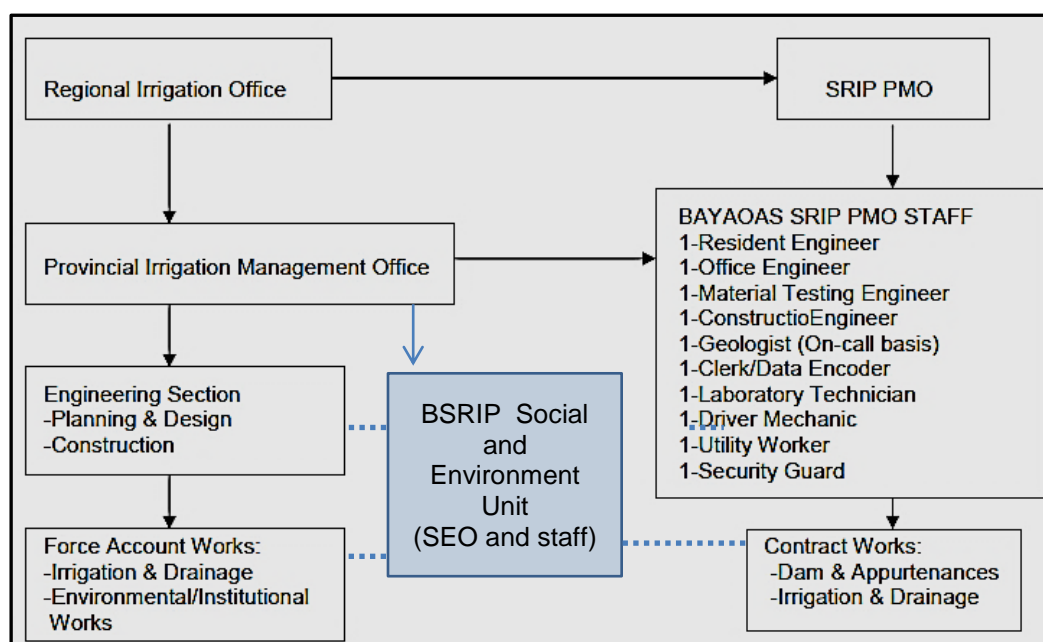 Regional Irrigation Office
SRIP PMO
Provincial Irrigation Management Office
BAYAOAS SRIP PMO STAFF
1-Resident Engineer
1-Office Engineer
1-Material Testing Engineer
1-ConstructioEngineer
1-Geologist (On-call basis)
1-Clerk/Data Encoder
1-Laboratory Technician
1-Driver Mechanic
1-Utility Worker
1-Security Guard
Engineering Section
-Planning & Design
-Construction
BSRIP Social
and
Environment
Unit
(SEO and staff)
Force Account Works:
-Irrigation & Drainage
-Environmental/Institutional
Works
Contract Works:
-Dam & Appurtenances
-Irrigation & Drainage